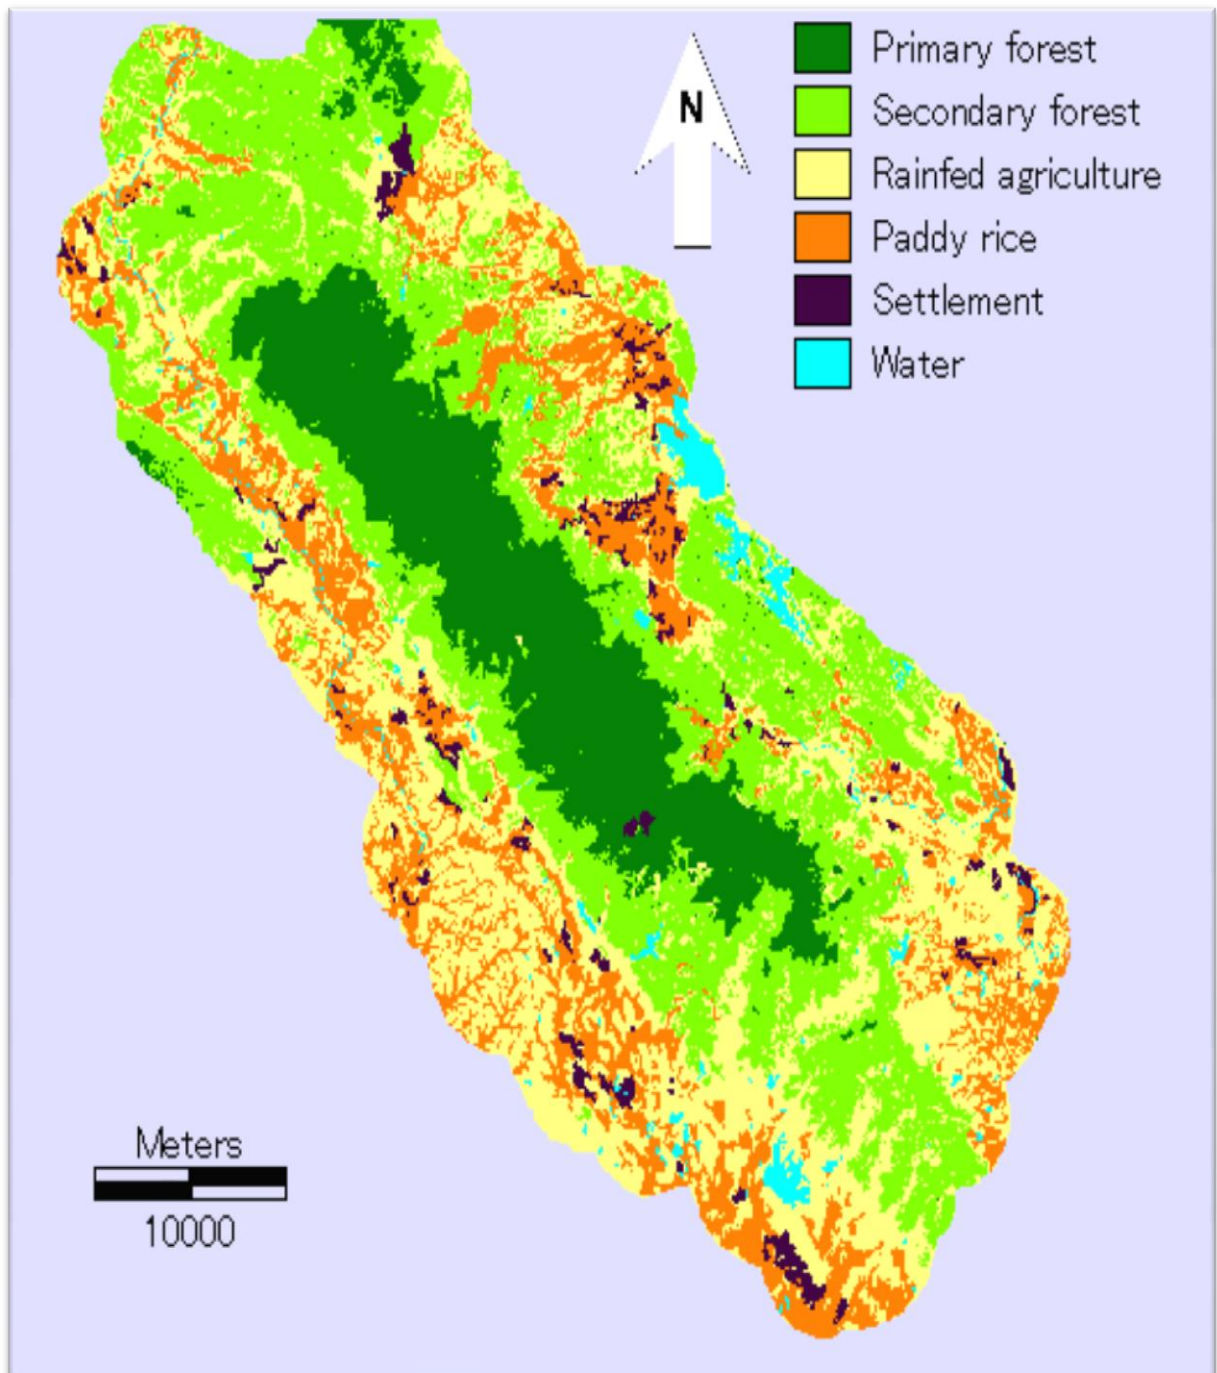 Primary forest
Secondary forest
Rainfed agriculture
Paddy rice
Settlement
Water
N
Meters
10000